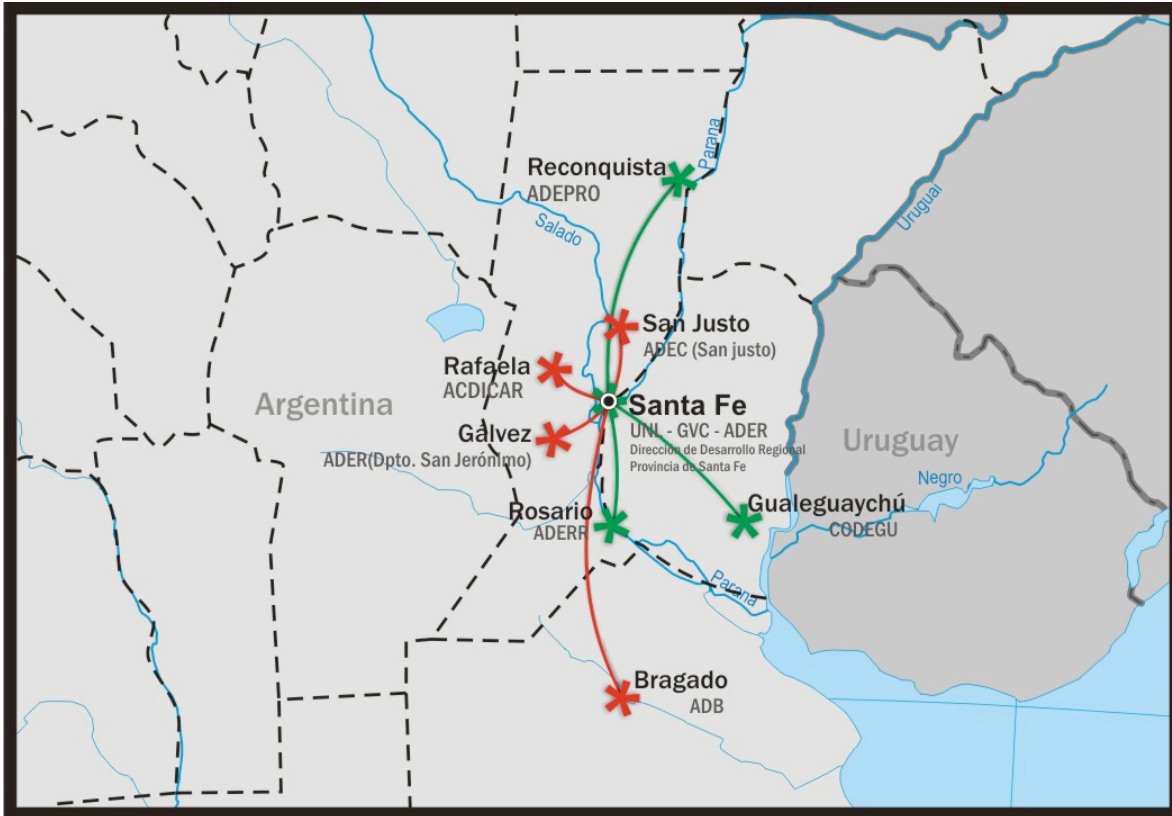 Parana
Reconquista
ADEPRO
Salado
Uruguai
San Justo
ADEC (San justo)
Rafaela
ACDICAR
Argentina
Santa Fe
UNL - GVC - ADER
Dirección de Desarrollo Regional
Provincia de Santa Fe
Gálvez
ADER(Dpto. San Jerónimo)
Uruguay
Negro
Rosario
ADERR
Gualeguaychú
CODEGU
Parana
Bragado
ADB